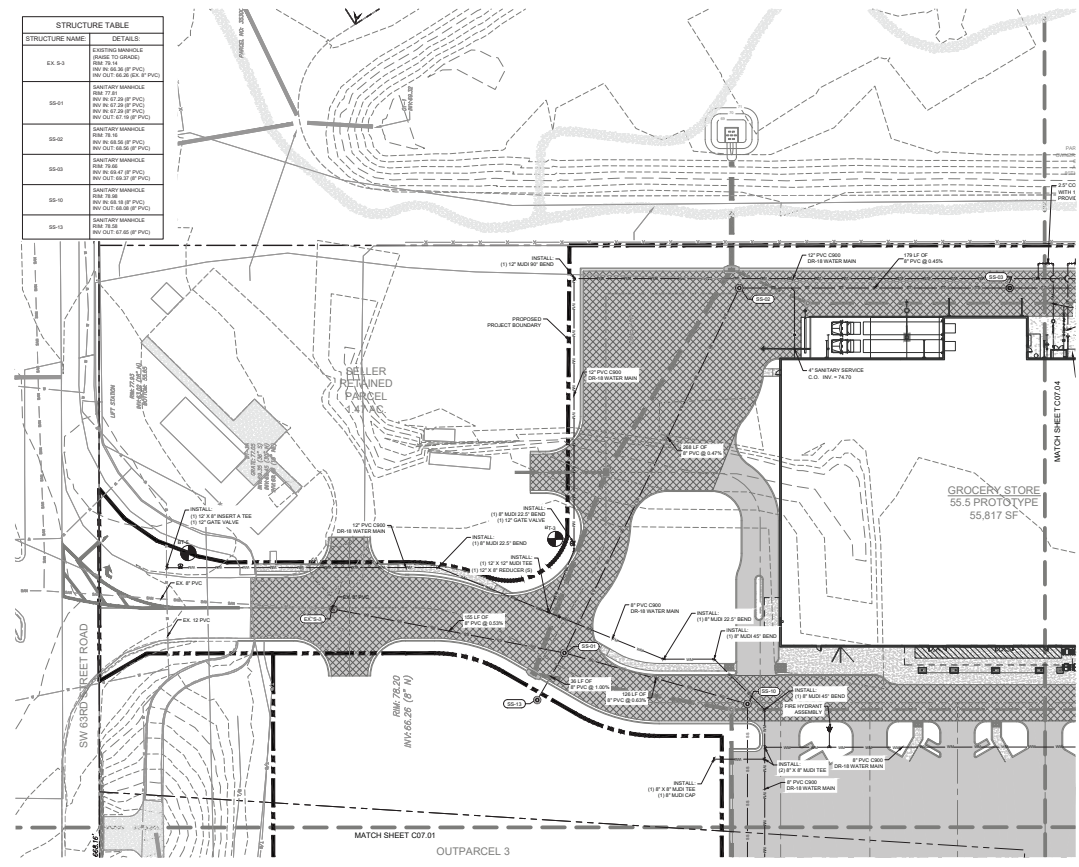 STRUCTURE TABLE
STRUCTURE NAME: DETAILS:
EX. S-3
EXISTING MANHOLE
(RAISE TO GRADE)
RIM: 79.14
INV IN: 66.36 (8" PVC)
INV OUT: 66.26 (EX. 8" PVC)
SS-01
SANITARY MANHOLE
RIM: 77.81
INV IN: 67.29 (8" PVC)
INV IN: 67.29 (8" PVC)
INV IN: 67.29 (8" PVC)
INV OUT: 67.19 (8" PVC)
SS-02
SANITARY MANHOLE
RIM: 78.16
INV IN: 68.56 (8" PVC)
INV OUT: 68.56 (8" PVC)
SS-03
SANITARY MANHOLE
INV IN: 69.47 (8" PVC)
INV OUT: 69.37 (8" PVC)
SS-10
SANITARY MANHOLE
INV IN: 68.18 (8" PVC)
INV OUT: 68.08 (8" PVC)
SS-13
SANITARY MANHOLE
RIM: 78.58
INV OUT: 67.65 (8" PVC)
INSTALL:
(1) 12" MJDI 90° BEND
12" PVC C900
DR-18 WATER MAIN
179 LF OF
8" PVC @ 0.45%
SS-03
SS-02
PROPOSED
PROJECT BOUNDARY
SELLER
RETAINED
PARCEL
1.47 AC.
LIFT STATION
12" PVC C900
DR-18 WATER MAIN
4" SANITARY SERVICE
C.O. INV. = 74.70
MATCH SHEET C07.04
268 LF OF
8" PVC @ 0.47%
GROCERY STORE
55.5 PROTOTYPE
55,817 SF
INSTALL:
(1) 12' X 8" INSERT A TEE
(1) 12" GATE VALVE
12" PVC C900
DR-18 WATER MAIN
INSTALL:
(1) 8" MJDI 22.5° BEND
INSTALL:
(1) 8" MJDI 22.5° BEND
(1) 12" GATE VALVE
BT-3
INSTALL:
(1) 12' X 12" MJDI TEE
(1) 12" X 8" REDUCER (S)
EX. 8" PVC
EX. 12 PVC
EX S-3
155 LF OF
8" PVC @ 0.53%
8" PVC C900
DR-18 WATER MAIN
INSTALL:
(1) 8" MJDI 22.5° BEND
INSTALL:
(1) 8" MJDI 45° BEND
SS-01
36 LF OF
8" PVC @ 1.00%
126 LF OF
8" PVC @ 0.63%
SS-13
SS-10
INSTALL:
(1) 8" MJDI 45° BEND
FIRE HYDRANT
ASSEMBLY
SW 63RD STREET ROAD
RIM: 78.20
INV: 66.26 (8" N)
8" PVC C900
DR-18 WATER MAIN
INSTALL:
(2) 8" X 8" MJDI TEE
INSTALL:
(1) 8" X 8" MJDI TEE
(1) 8" MJDI CAP
8" PVC C900
DR-18 WATER MAIN
MATCH SHEET C07.01
OUTPARCEL 3
668.16'